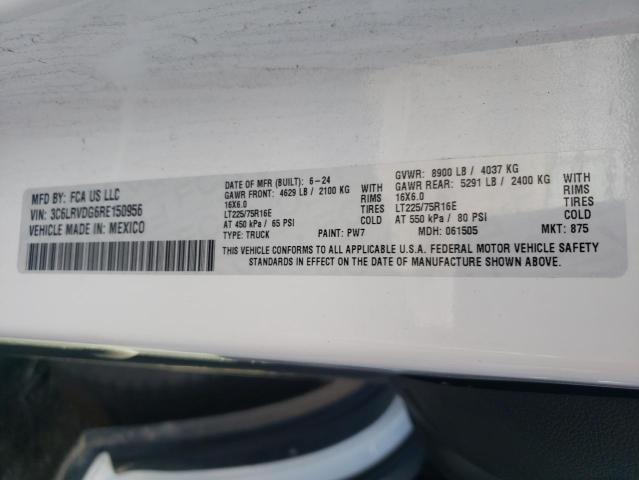 MFD BY: FCA US LLC
VIN: 3C6LRVDG6RE150956
VEHICLE MADE IN: MEXICO
DATE OF MFR (BUILT): 6-24
GAWR FRONT: 4629 LB / 2100 KG
16X6.0 RIMS
LT225/75R16E TIRES
AT 450 kPa / 65 PSI COLD
TYPE: TRUCK PAINT: PW7
GVWR: 8900 LB / 4037 KG
GAWR REAR: 5291 LB / 2400 KG
16X6.0 RIMS
LT225/75R16E TIRES
AT 550 kPa / 80 PSI COLD
MDH: 061505 MKT: 875
THIS VEHICLE CONFORMS TO ALL APPLICABLE U.S.A. FEDERAL MOTOR VEHICLE SAFETY
STANDARDS IN EFFECT ON THE DATE OF MANUFACTURE SHOWN ABOVE.